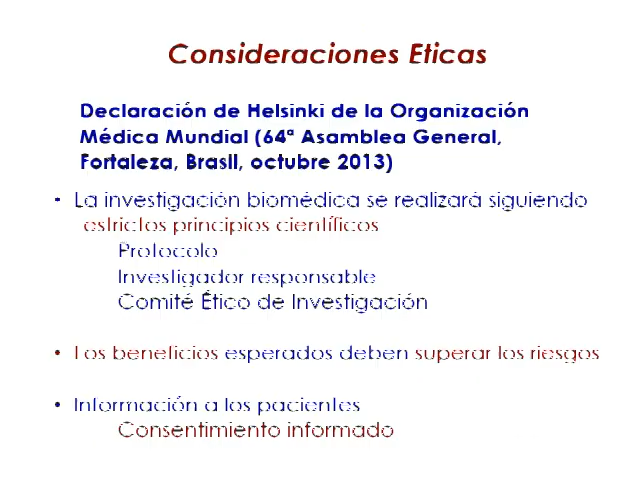 Consideraciones Eticas
Declaración de Helsinki de la Organización
Médica Mundial (64ª Asamblea General,
Fortaleza, Brasil, octubre 2013)
• La investigación biomédica se realizará siguiendo
estrictos principios científicos
Protocolo
Investigador responsable
Comité Ético de Investigación
• Los beneficios esperados deben superar los riesgos
• Información a los pacientes
Consentimiento informado